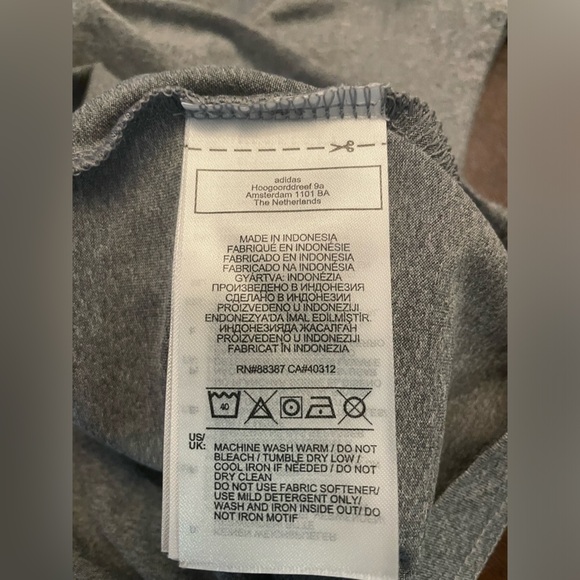 adidas
Hoogoorddreef 9a
Amsterdam 1101 BA
The Netherlands
MADE IN INDONESIA
FABRIQUÉ EN INDONÉSIE
FABRICADO EN INDONESIA
FABRICADO NA INDONÉSIA
GYÁRTVA: INDONÉZIA
ПРОИЗВЕДЕНО В ИНДОНЕЗИЯ
СДЕЛАНО В ИНДОНЕЗИИ
PROIZVEDENO U INDONEZIJI
ENDONEZYA'DA İMAL EDİLMİŞTİR.
ИНДОНЕЗИЯДА ЖАСАЛҒАН
PROIZVEDENO U INDONEZIJI
FABRICAT ÎN INDONEZIA
RN#88387 CA#40312
40
US/
UK:
MACHINE WASH WARM / DO NOT
BLEACH / TUMBLE DRY LOW /
COOL IRON IF NEEDED / DO NOT
DRY CLEAN
DO NOT USE FABRIC SOFTENER/
USE MILD DETERGENT ONLY/
WASH AND IRON INSIDE OUT/ DO
NOT IRON MOTIF